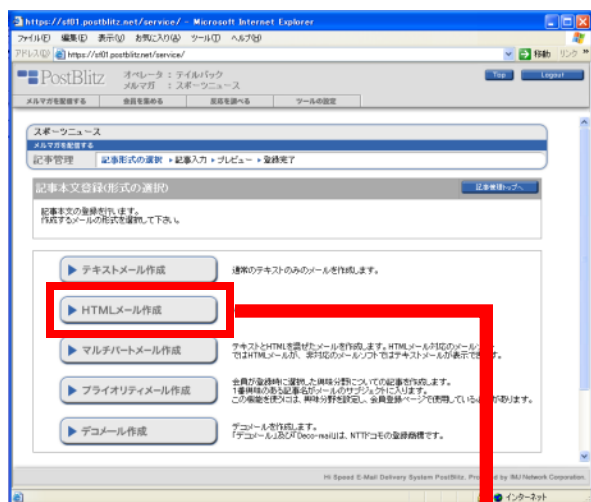 https://sf01.postblitz.net/service/ - Microsoft Internet Explorer
ファイル(F) 編集(E) 表示(V) お気に入り(A) ツール(T) ヘルプ(H)
アドレス(D) https://sf01.postblitz.net/service/ 移動 リンク
PostBlitz オペレータ : テイルバック Top Logout
メルマガ : スポーツニュース
メルマガを配信する 会員を集める 反応を調べる ツールの設定
スポーツニュース
メルマガを配信する
記事管理 記事形式の選択 ▸ 記事入力 ▸ プレビュー ▸ 登録完了
記事本文登録(形式の選択) 記事管理トップへ
記事本文の登録を行います。
作成するメールの形式を選択して下さい。
テキストメール作成 通常のテキストのみのメールを作成します。
HTMLメール作成
マルチパートメール作成 テキストとHTMLを混ぜたメールを作成します。HTMLメール対応のメールソフト
ではHTMLメールが、非対応のメールソフトではテキストメールが表示できます。
プライオリティメール作成 会員が登録時に選択した興味分野についての記事を作成します。
1番興味のある記事名がメールのサブジェクトに入ります。
この機能を使うには、興味分野を設定し、会員登録ページで使用している があります。
デコメール作成 デコメールを作成します。
「デコメール」及び「Deco-mail」は、NTTドコモの登録商標です。
Hi Speed E-Mail Delivery System PostBlitz. by IMJ Network Corporation.
インターネット